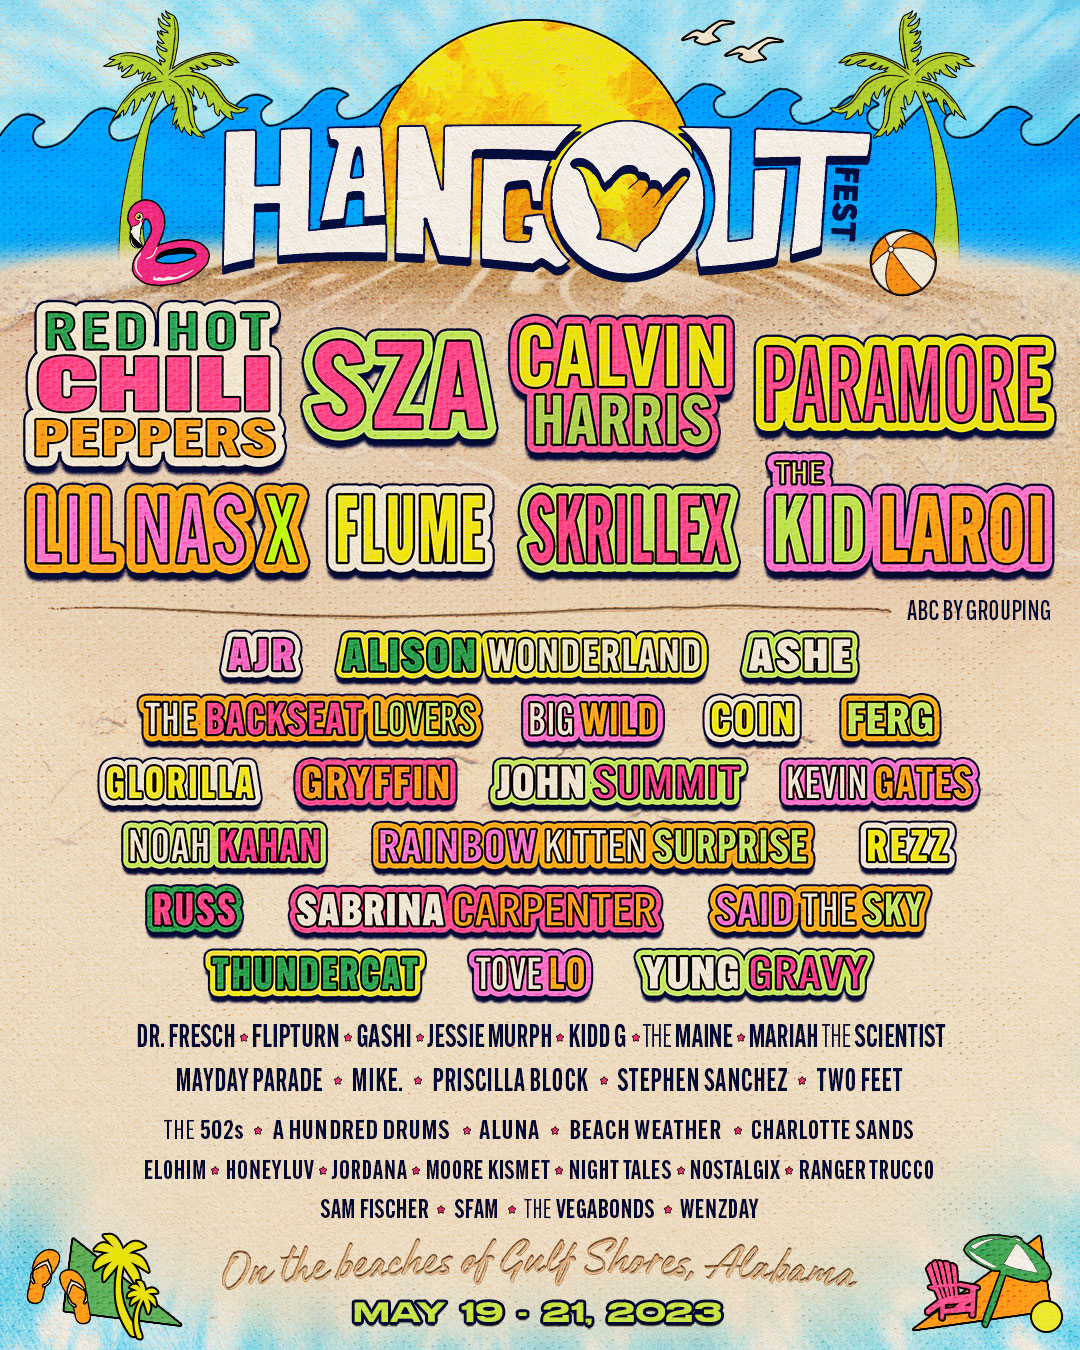 HANGOUT FEST
RED HOT CHILI PEPPERS
SZA
CALVIN HARRIS
PARAMORE
LIL NAS X
FLUME
SKRILLEX
THE KID LAROI
ABC BY GROUPING
AJR ALISON WONDERLAND ASHE
THE BACKSEAT LOVERS BIG WILD COIN FERG
GLORILLA GRYFFIN JOHN SUMMIT KEVIN GATES
NOAH KAHAN RAINBOW KITTEN SURPRISE REZZ
RUSS SABRINA CARPENTER SAID THE SKY
THUNDERCAT TOVE LO YUNG GRAVY
DR. FRESCH * FLIPTURN * GASHI * JESSIE MURPH * KIDD G * THE MAINE * MARIAH THE SCIENTIST
MAYDAY PARADE * MIKE. * PRISCILLA BLOCK * STEPHEN SANCHEZ * TWO FEET
THE 502s * A HUNDRED DRUMS * ALUNA * BEACH WEATHER * CHARLOTTE SANDS
ELOHIM * HONEYLUV * JORDANA * MOORE KISMET * NIGHT TALES * NOSTALGIX * RANGER TRUCCO
SAM FISCHER * SFAM * THE VEGABONDS * WENZDAY
On the beaches of Gulf Shores, Alabama
MAY 19 - 21, 2023